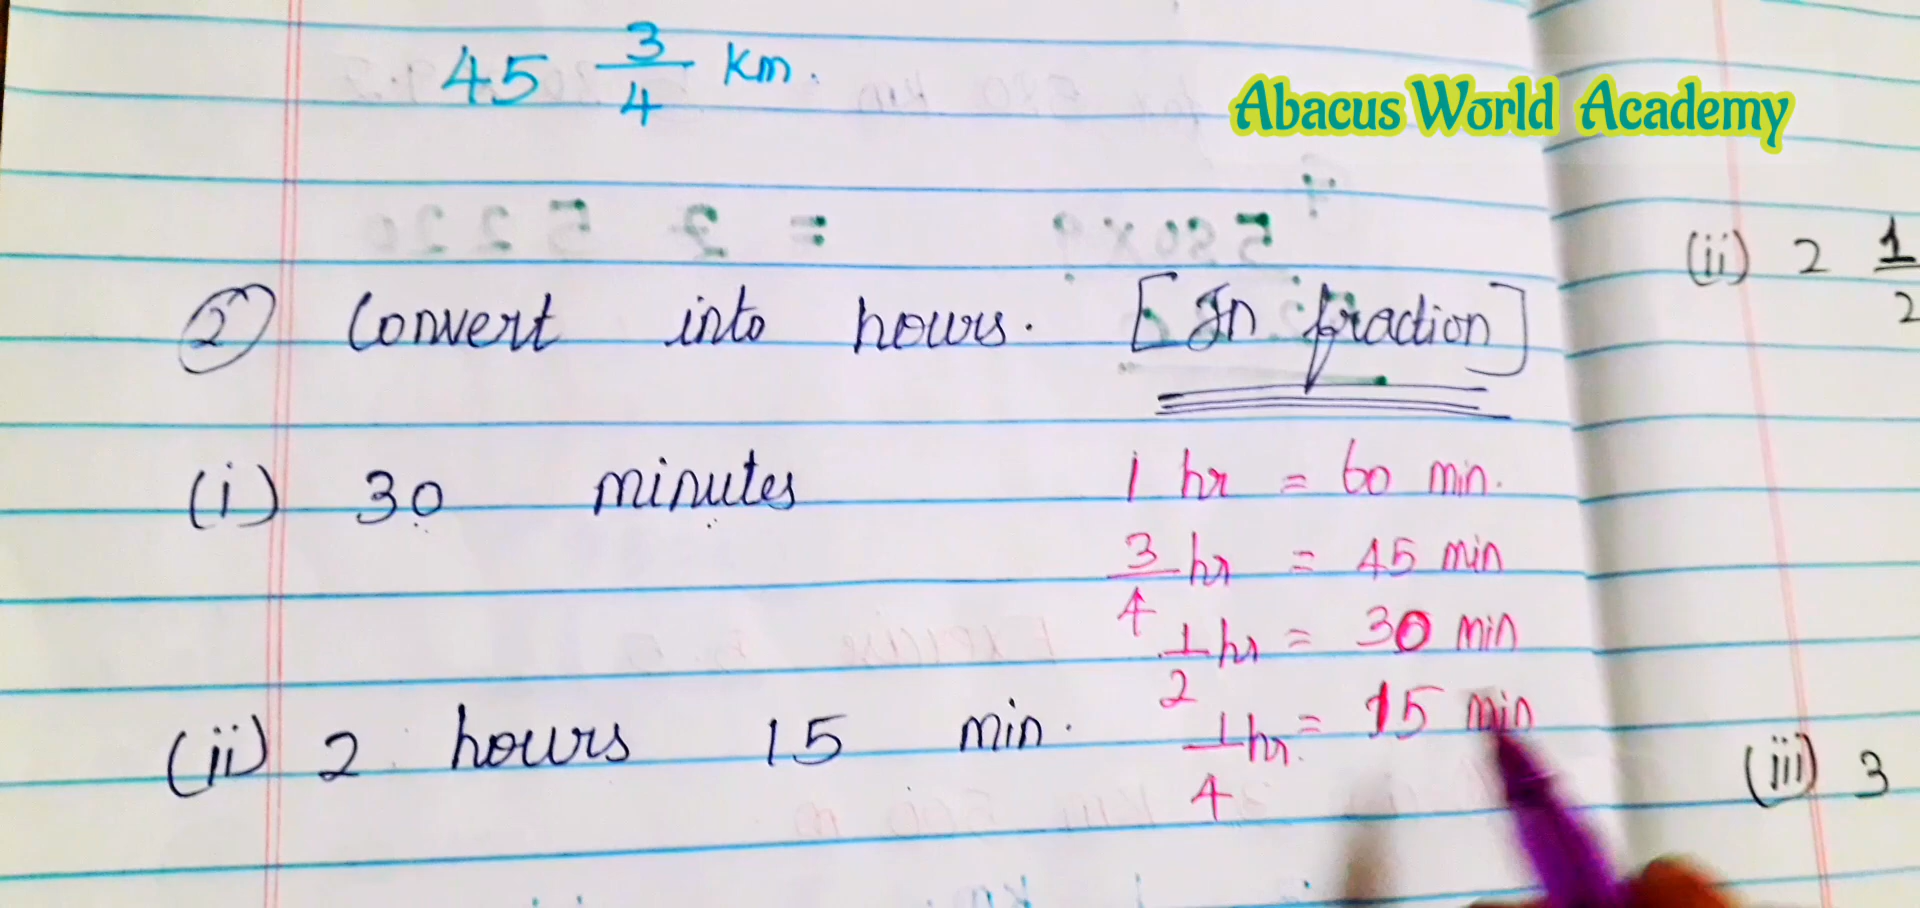 45 3/4 km.
Abacus World Academy
(2) Convert into hours. [In fraction]
(i) 30 minutes
1 hr = 60 min.
3/4 hr = 45 min
1/2 hr = 30 min
(ii) 2 hours 15 min.
1/4 hr = 15 min
(ii) 2 1/2
(iii) 3